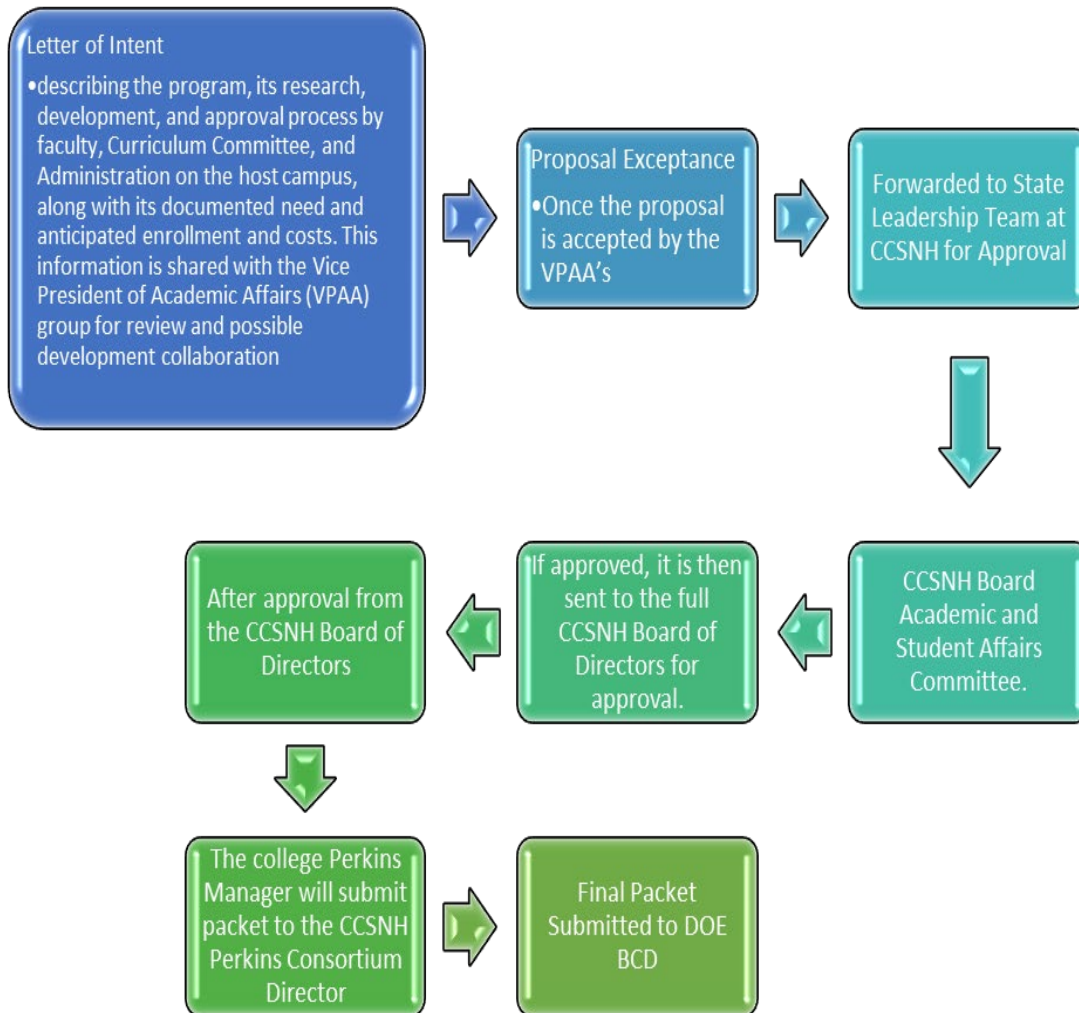 Letter of Intent
•describing the program, its research,
development, and approval process by
faculty, Curriculum Committee, and
Administration on the host campus,
along with its documented need and
anticipated enrollment and costs. This
information is shared with the Vice
President of Academic Affairs (VPAA)
group for review and possible
development collaboration
Proposal Exceptance
•Once the proposal
is accepted by the
VPAA's
Forwarded to State
Leadership Team at
CCSNH for Approval
CCSNH Board
Academic and
Student Affairs
Committee.
If approved, it is then
sent to the full
CCSNH Board of
Directors for
approval.
After approval from
the CCSNH Board of
Directors
The college Perkins
Manager will submit
packet to the CCSNH
Perkins Consortium
Director
Final Packet
Submitted to DOE
BCD